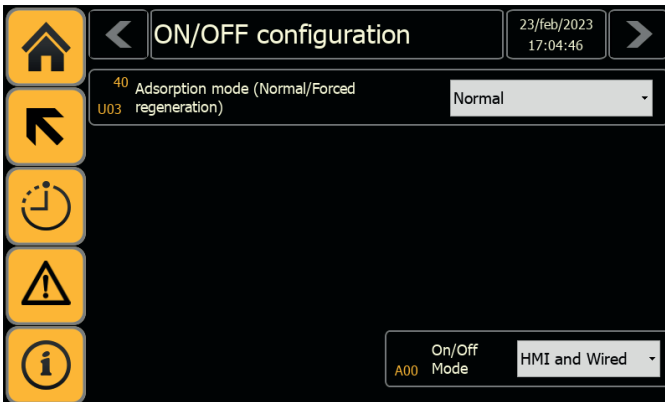 ON/OFF configuration
23/feb/2023
17:04:46
40
U03
Adsorption mode (Normal/Forced
regeneration)
Normal
A00
On/Off
Mode
HMI and Wired